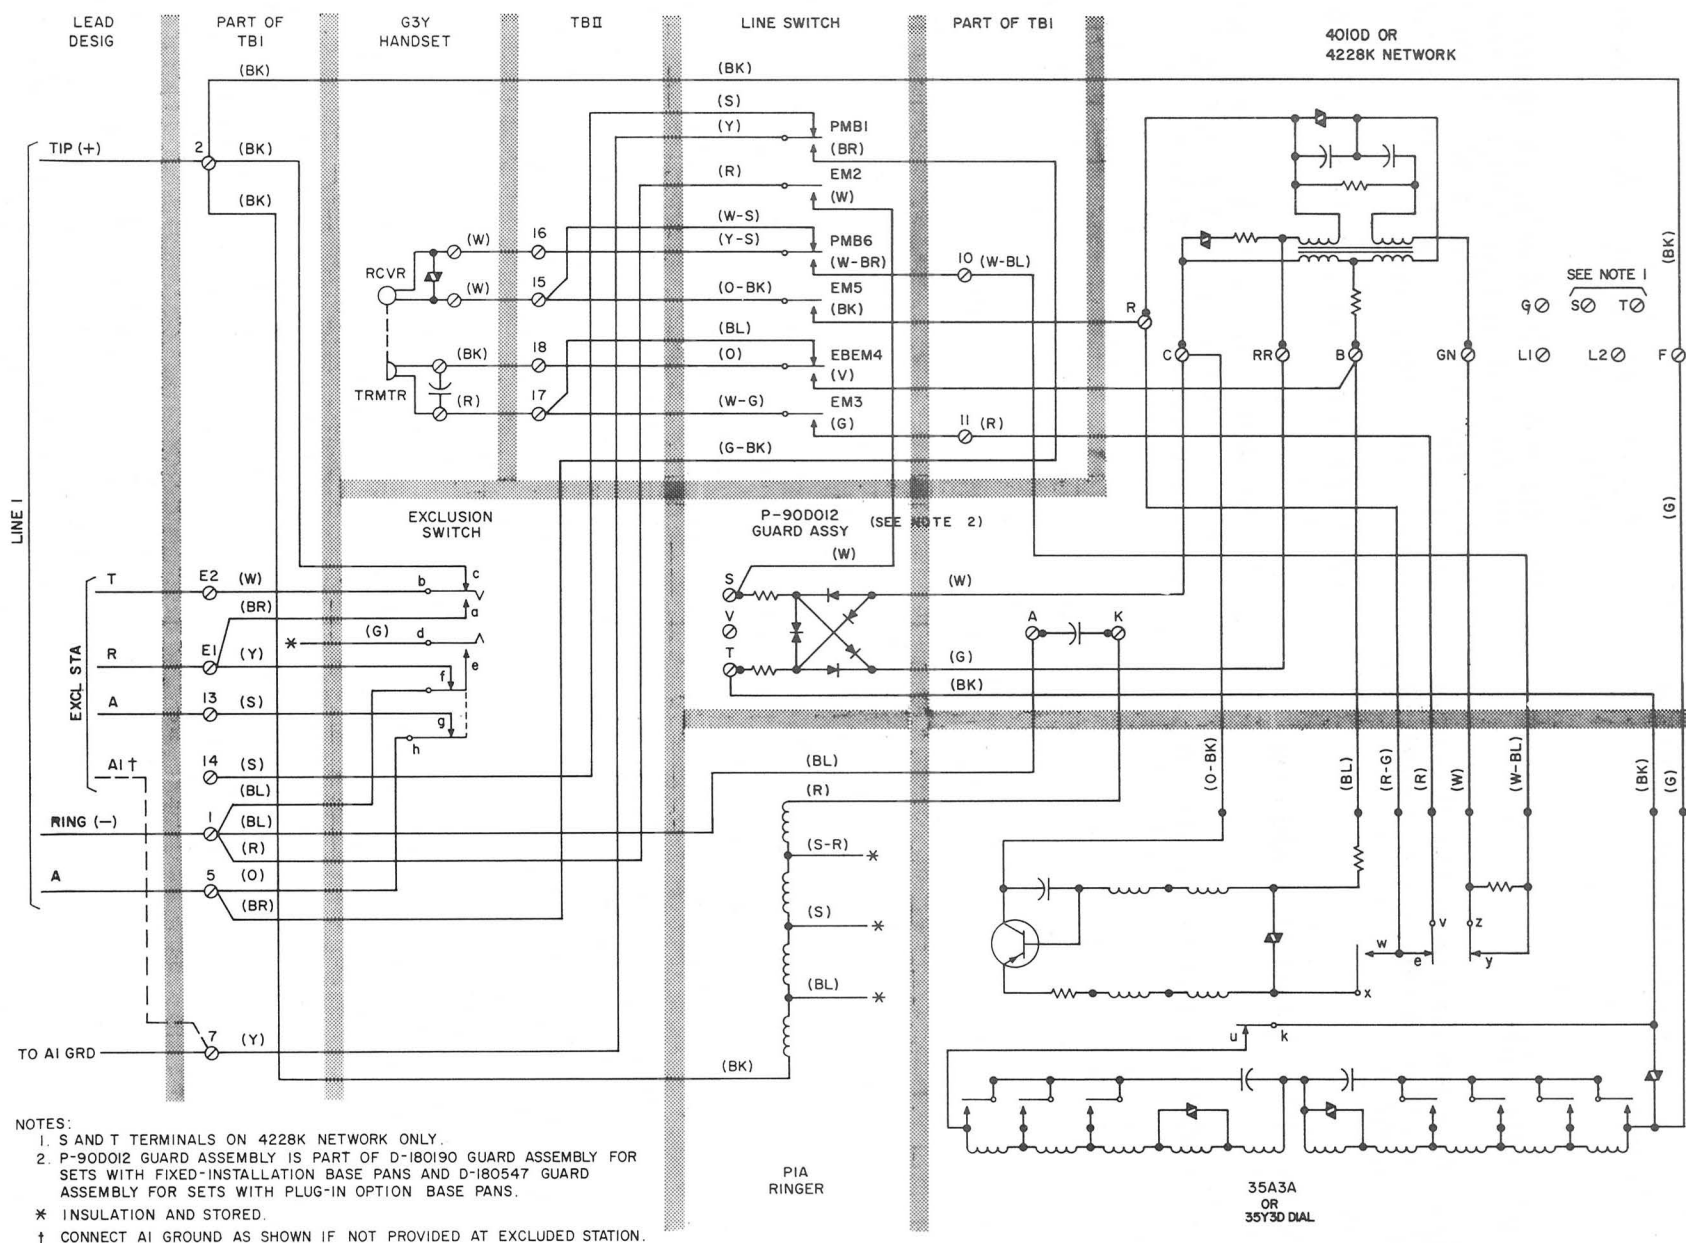 LEAD
DESIG
PART OF
TB1
G3Y
HANDSET
TBII
LINE SWITCH
PART OF TB1
4010D OR
4228K NETWORK
(BK)
(BK)
(S)
(Y)
PMB1
(BR)
TIP (+)
2
(BK)
(R)
EM2
(W)
(BK)
(W-S)
(Y-S)
PMB6
(W-BR)
10
(W-BL)
(BK)
RCVR
(W)
16
(W)
15
(O-BK)
EM5
(BK)
R
SEE NOTE 1
G
S
T
(BL)
(BK)
18
(O)
EBEM4
(V)
C
RR
B
GN
L1
L2
F
TRMTR
(R)
17
(W-G)
EM3
(G)
11
(R)
(G-BK)
LINE 1
EXCLUSION
SWITCH
P-90D012
GUARD ASSY
(SEE NOTE 2)
(W)
(G)
EXCL STA
T
E2
(W)
b
c
(BR)
a
S
(W)
V
A
K
*
(G)
d
R
E1
(Y)
e
f
T
(G)
(BK)
A
13
(S)
g
h
A1 †
14
(S)
(BL)
(BL)
(R)
(O-BK)
(BL)
(R-G)
(R)
(W)
(W-BL)
(BK)
(G)
RING (—)
1
(BL)
(R)
(S-R)
*
A
5
(O)
(BR)
(S)
*
v
z
w
e
y
(BL)
*
x
TO A1 GRD
7
(Y)
u
k
(BK)
NOTES:
1. S AND T TERMINALS ON 4228K NETWORK ONLY.
2. P-90D012 GUARD ASSEMBLY IS PART OF D-180190 GUARD ASSEMBLY FOR
SETS WITH FIXED-INSTALLATION BASE PANS AND D-180547 GUARD
ASSEMBLY FOR SETS WITH PLUG-IN OPTION BASE PANS.
* INSULATION AND STORED.
† CONNECT A1 GROUND AS SHOWN IF NOT PROVIDED AT EXCLUDED STATION.
P1A
RINGER
35A3A
OR
35Y3D DIAL